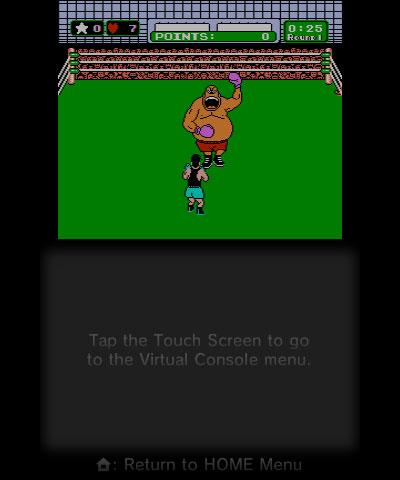 0 7 0:25
POINTS: 0 Round 1
Tap the Touch Screen to go
to the Virtual Console menu.
: Return to HOME Menu